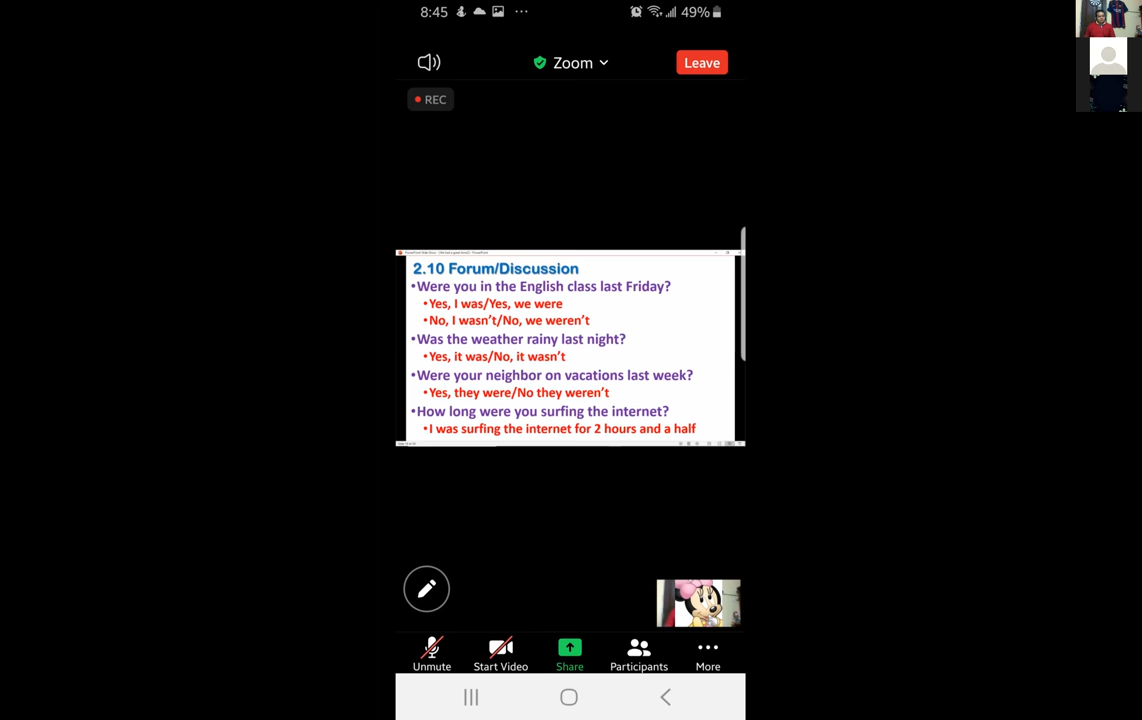 8:45
49%
Zoom
Leave
REC
2.10 Forum/Discussion
•Were you in the English class last Friday?
•Yes, I was/Yes, we were
•No, I wasn't/No, we weren't
•Was the weather rainy last night?
•Yes, it was/No, it wasn't
•Were your neighbor on vacations last week?
•Yes, they were/No they weren't
•How long were you surfing the internet?
•I was surfing the internet for 2 hours and a half
Unmute
Start Video
Share
Participants
More